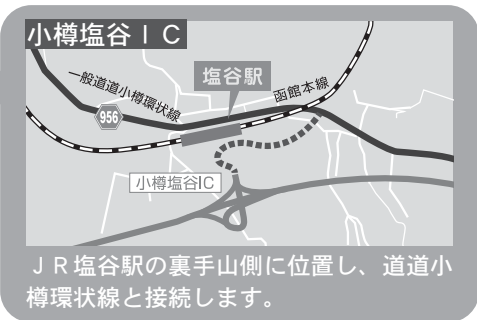 小樽塩谷ＩＣ
塩谷駅
函館本線
一般道道小樽環状線
956
小樽塩谷IC
ＪＲ塩谷駅の裏手山側に位置し、道道小
樽環状線と接続します。